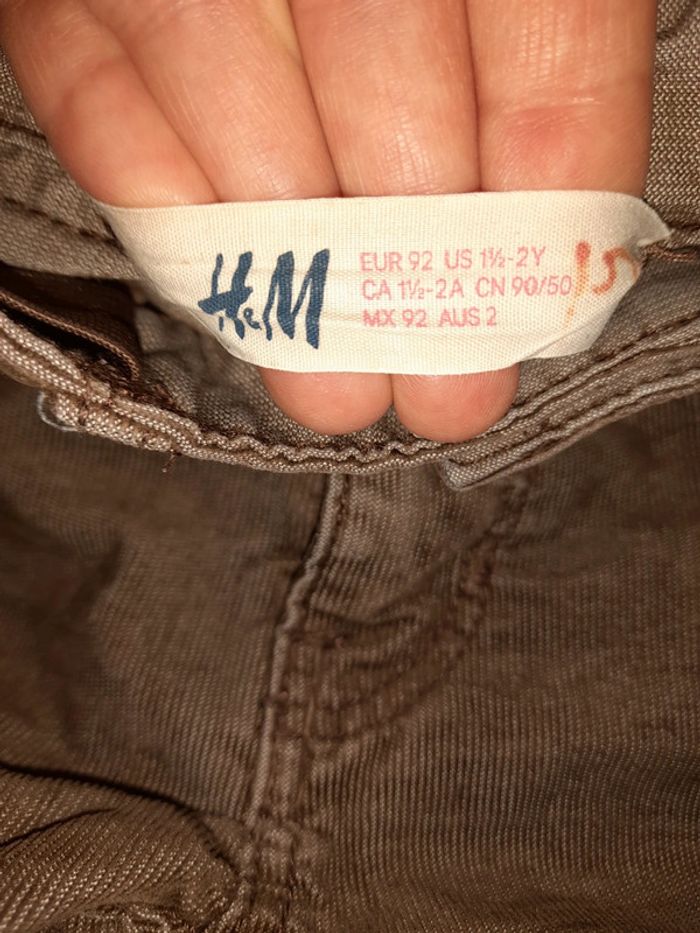 H&M
EUR 92 US 1½-2Y
CA 1½-2A CN 90/50
MX 92 AUS 2